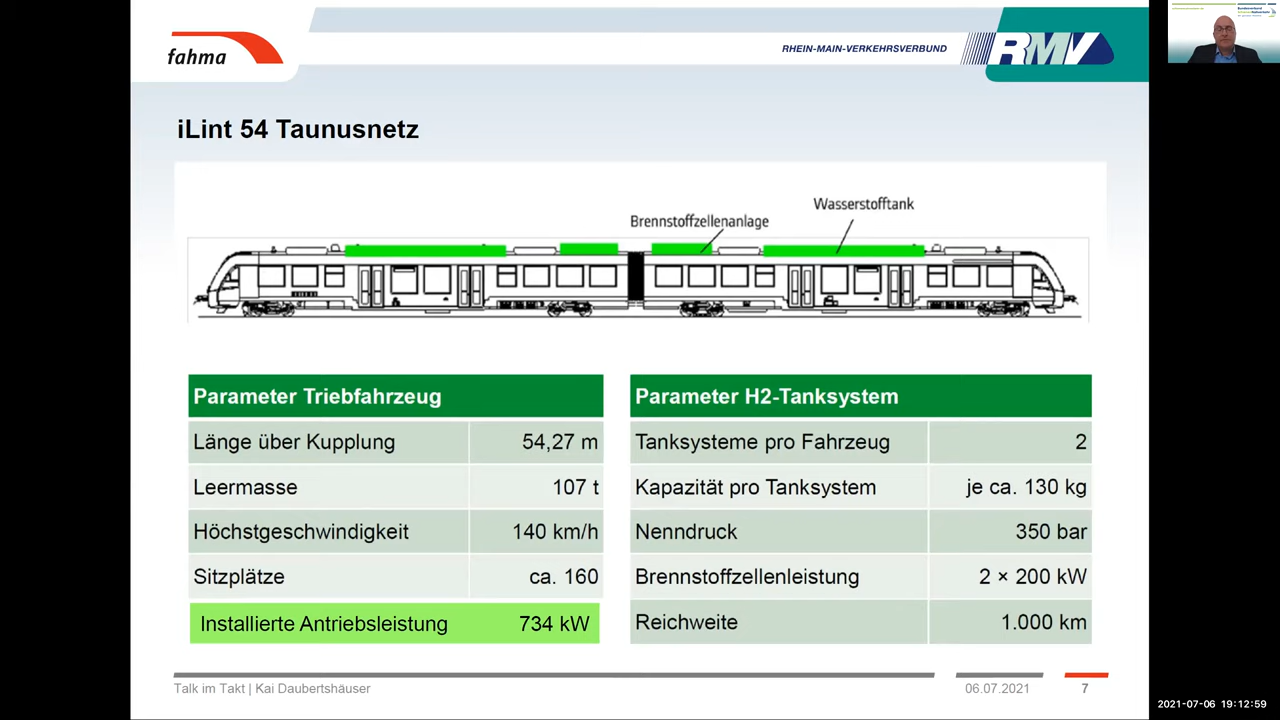 fahma
RHEIN-MAIN-VERKEHRSVERBUND
RMV
iLint 54 Taunusnetz
Brennstoffzellenanlage
Wasserstofftank
Parameter Triebfahrzeug
Länge über Kupplung 54,27 m
Leermasse 107 t
Höchstgeschwindigkeit 140 km/h
Sitzplätze ca. 160
Installierte Antriebsleistung 734 kW
Parameter H2-Tanksystem
Tanksysteme pro Fahrzeug 2
Kapazität pro Tanksystem je ca. 130 kg
Nenndruck 350 bar
Brennstoffzellenleistung 2 × 200 kW
Reichweite 1.000 km
Talk im Takt | Kai Daubertshäuser
06.07.2021
7
2021-07-06 19:12:59